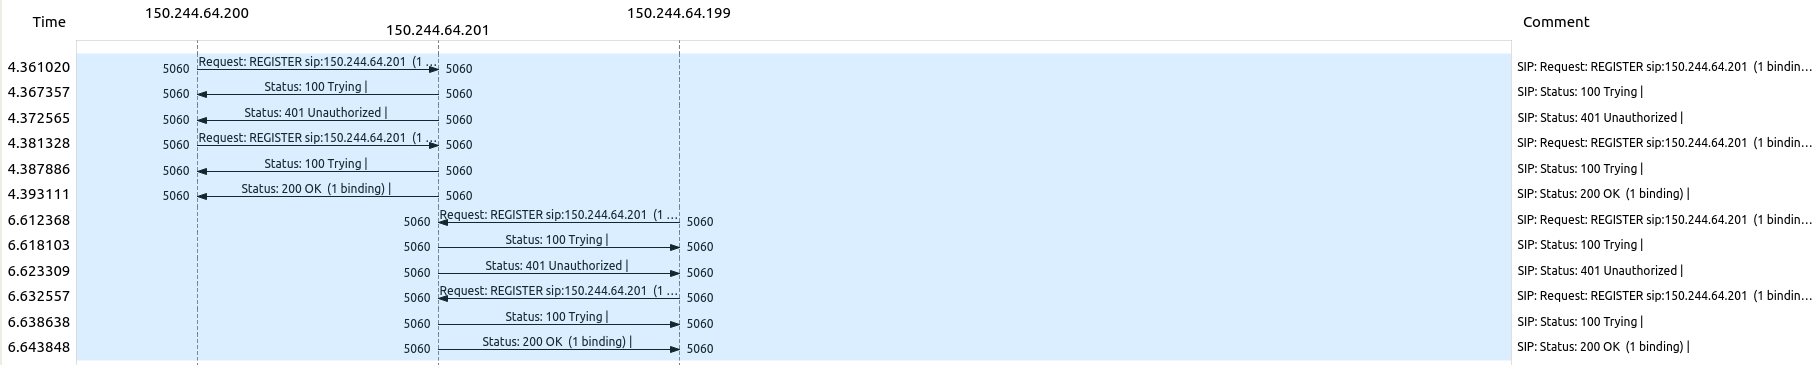 150.244.64.200 150.244.64.199
Time 150.244.64.201 Comment
4.361020 5060 Request: REGISTER sip:150.244.64.201 (1 ... 5060 SIP: Request: REGISTER sip:150.244.64.201 (1 bindin...
4.367357 5060 Status: 100 Trying | 5060 SIP: Status: 100 Trying |
4.372565 5060 Status: 401 Unauthorized | 5060 SIP: Status: 401 Unauthorized |
4.381328 5060 Request: REGISTER sip:150.244.64.201 (1 ... 5060 SIP: Request: REGISTER sip:150.244.64.201 (1 bindin...
4.387886 5060 Status: 100 Trying | 5060 SIP: Status: 100 Trying |
4.393111 5060 Status: 200 OK (1 binding) | 5060 SIP: Status: 200 OK (1 binding) |
6.612368 5060 Request: REGISTER sip:150.244.64.201 (1 ... 5060 SIP: Request: REGISTER sip:150.244.64.201 (1 bindin...
6.618103 5060 Status: 100 Trying | 5060 SIP: Status: 100 Trying |
6.623309 5060 Status: 401 Unauthorized | 5060 SIP: Status: 401 Unauthorized |
6.632557 5060 Request: REGISTER sip:150.244.64.201 (1 ... 5060 SIP: Request: REGISTER sip:150.244.64.201 (1 bindin...
6.638638 5060 Status: 100 Trying | 5060 SIP: Status: 100 Trying |
6.643848 5060 Status: 200 OK (1 binding) | 5060 SIP: Status: 200 OK (1 binding) |